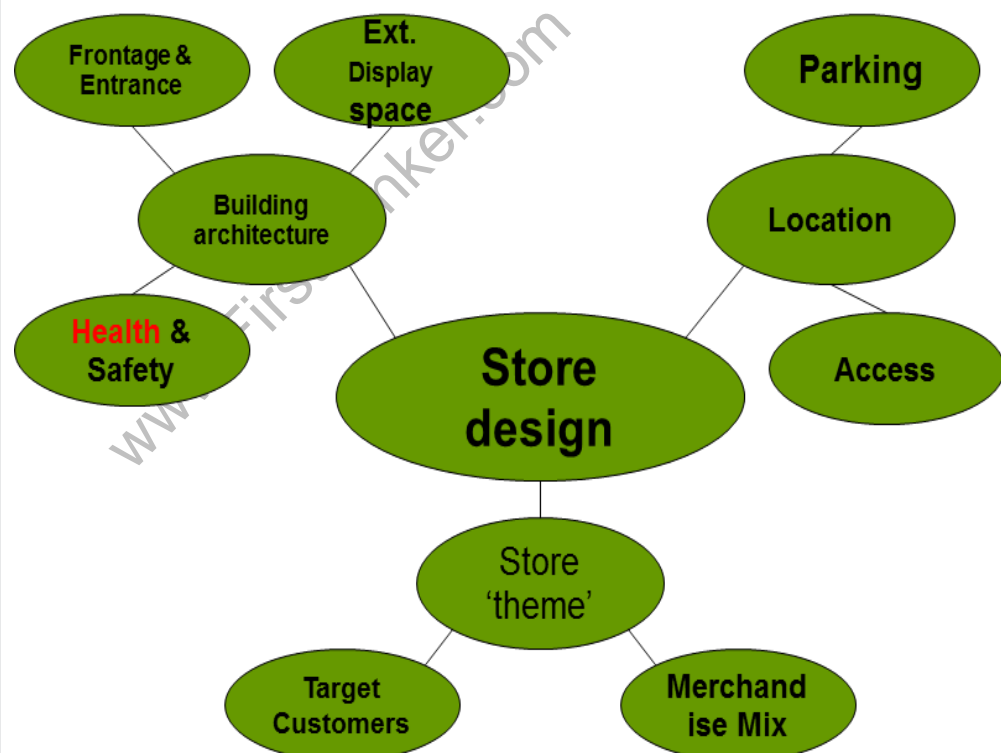 Frontage &
Entrance
Ext.
Display
space
Parking
Building
architecture
Location
Health &
Safety
Store
design
Access
Store
‘theme’
Target
Customers
Merchand
ise Mix